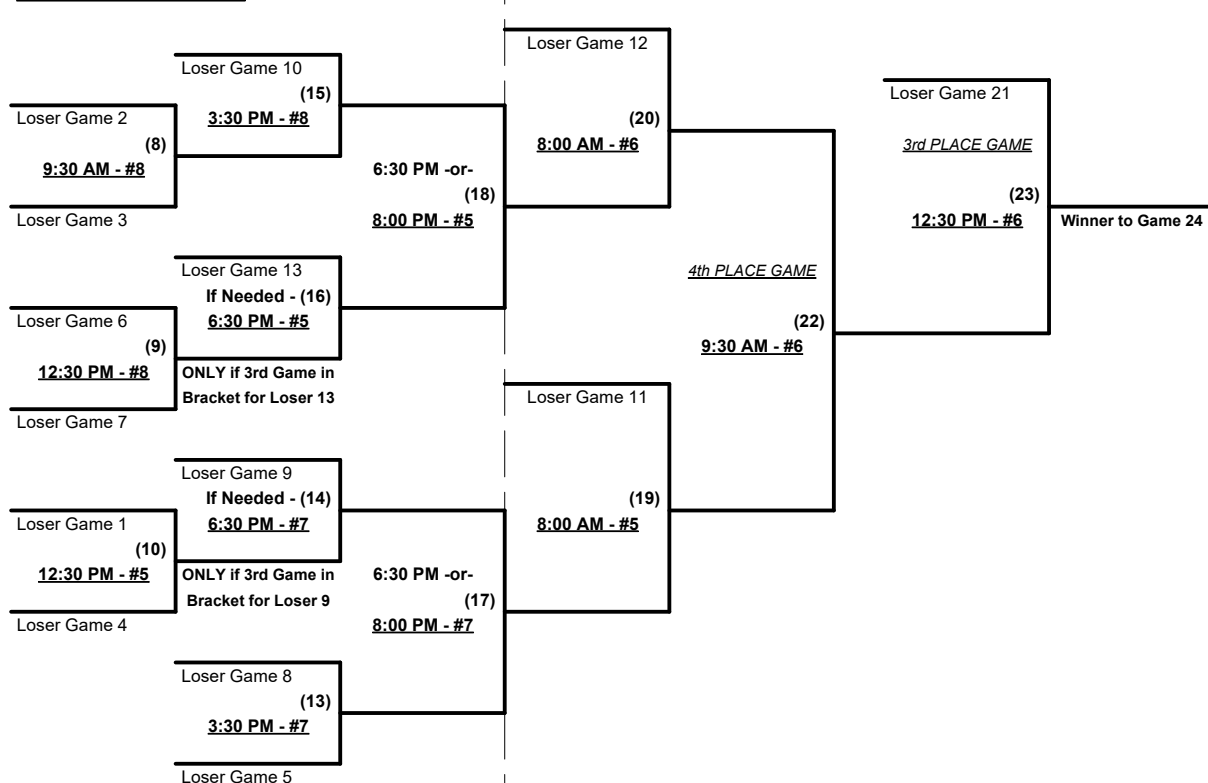 Loser Game 12
Loser Game 10
(15)
3:30 PM - #8
Loser Game 21
Loser Game 2
(8)
9:30 AM - #8
Loser Game 3
(20)
8:00 AM - #6
3rd PLACE GAME
6:30 PM -or-
(18)
8:00 PM - #5
(23)
12:30 PM - #6
Winner to Game 24
Loser Game 13
If Needed - (16)
6:30 PM - #5
4th PLACE GAME
Loser Game 6
(9)
12:30 PM - #8
Loser Game 7
(22)
9:30 AM - #6
ONLY if 3rd Game in
Bracket for Loser 13
Loser Game 11
Loser Game 9
If Needed - (14)
6:30 PM - #7
(19)
8:00 AM - #5
Loser Game 1
(10)
12:30 PM - #5
Loser Game 4
ONLY if 3rd Game in
Bracket for Loser 9
6:30 PM -or-
(17)
8:00 PM - #7
Loser Game 8
(13)
3:30 PM - #7
Loser Game 5